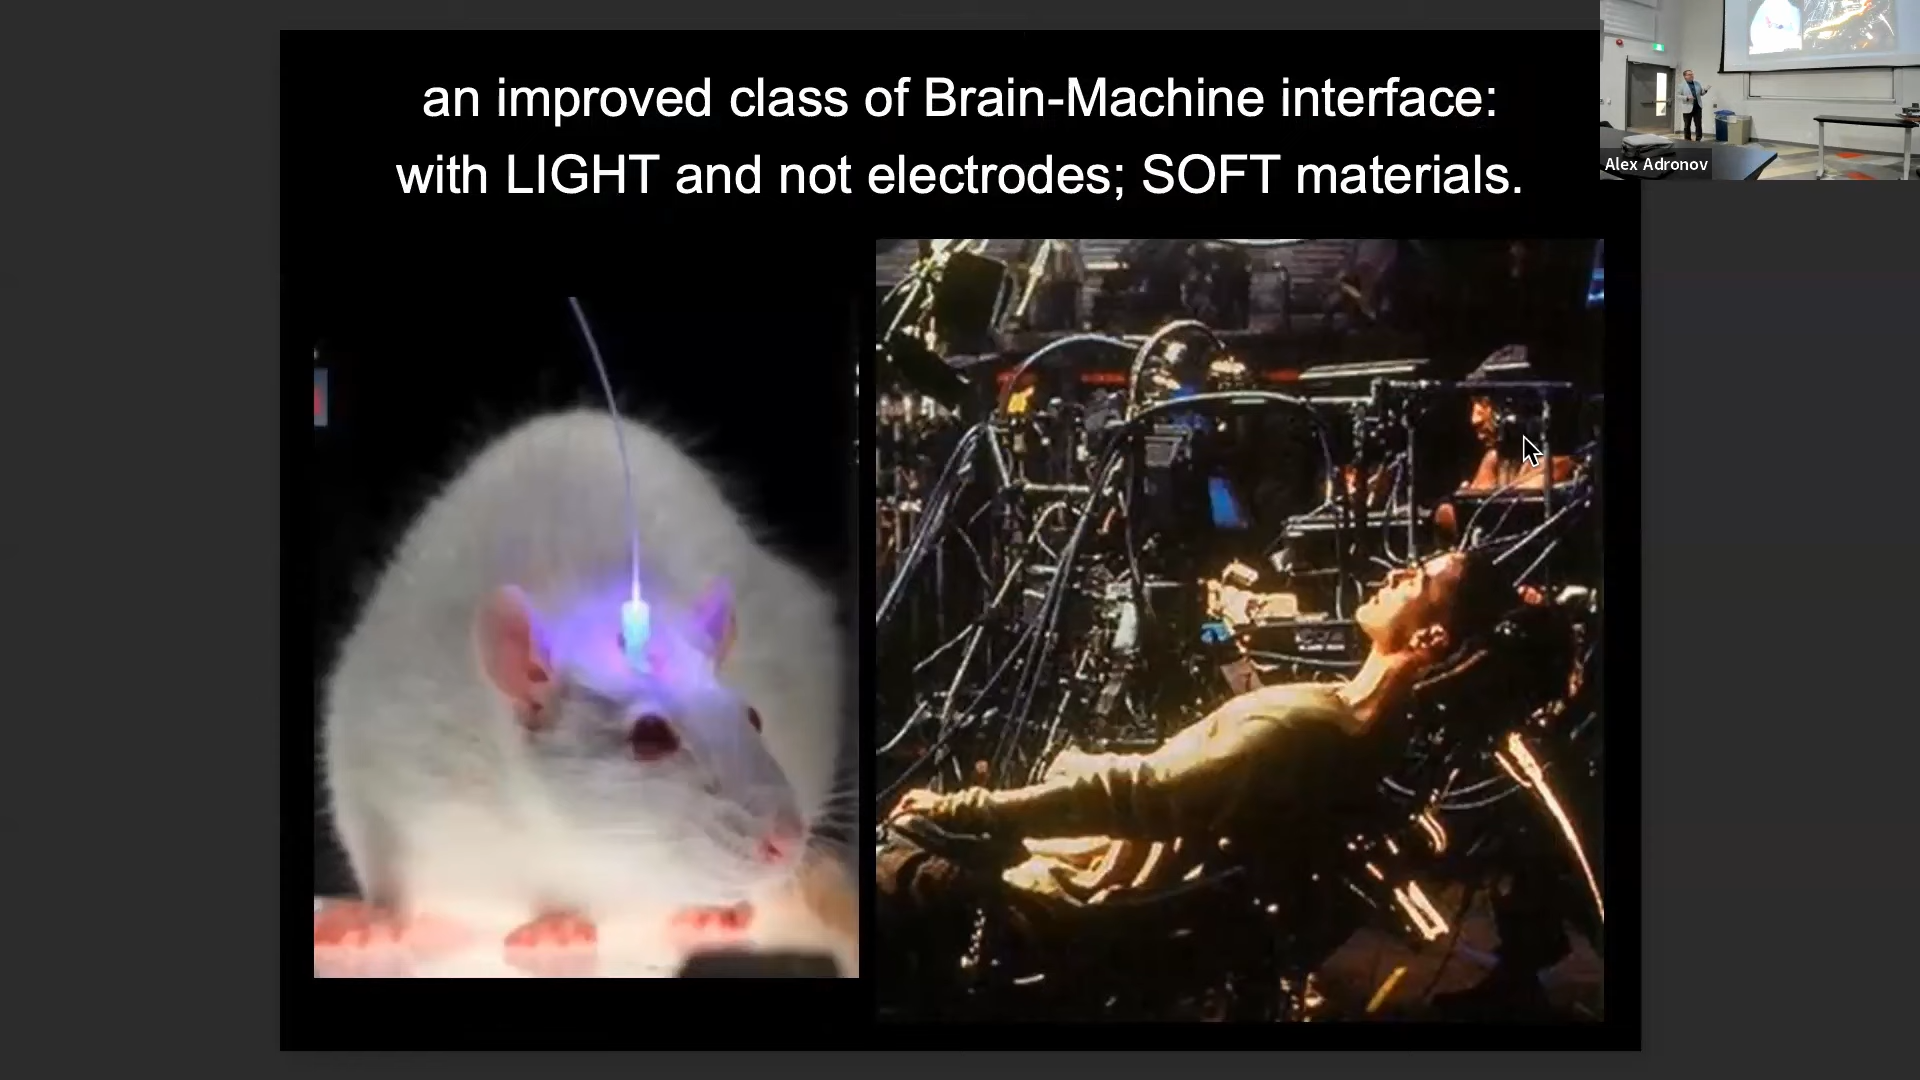 an improved class of Brain-Machine interface:
with LIGHT and not electrodes; SOFT materials.
Alex Adronov